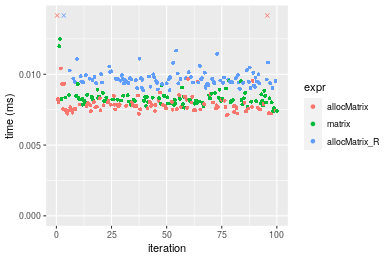 time (ms)
0.010
0.005
0.000
0
25
50
75
100
iteration
expr
allocMatrix
matrix
allocMatrix_R